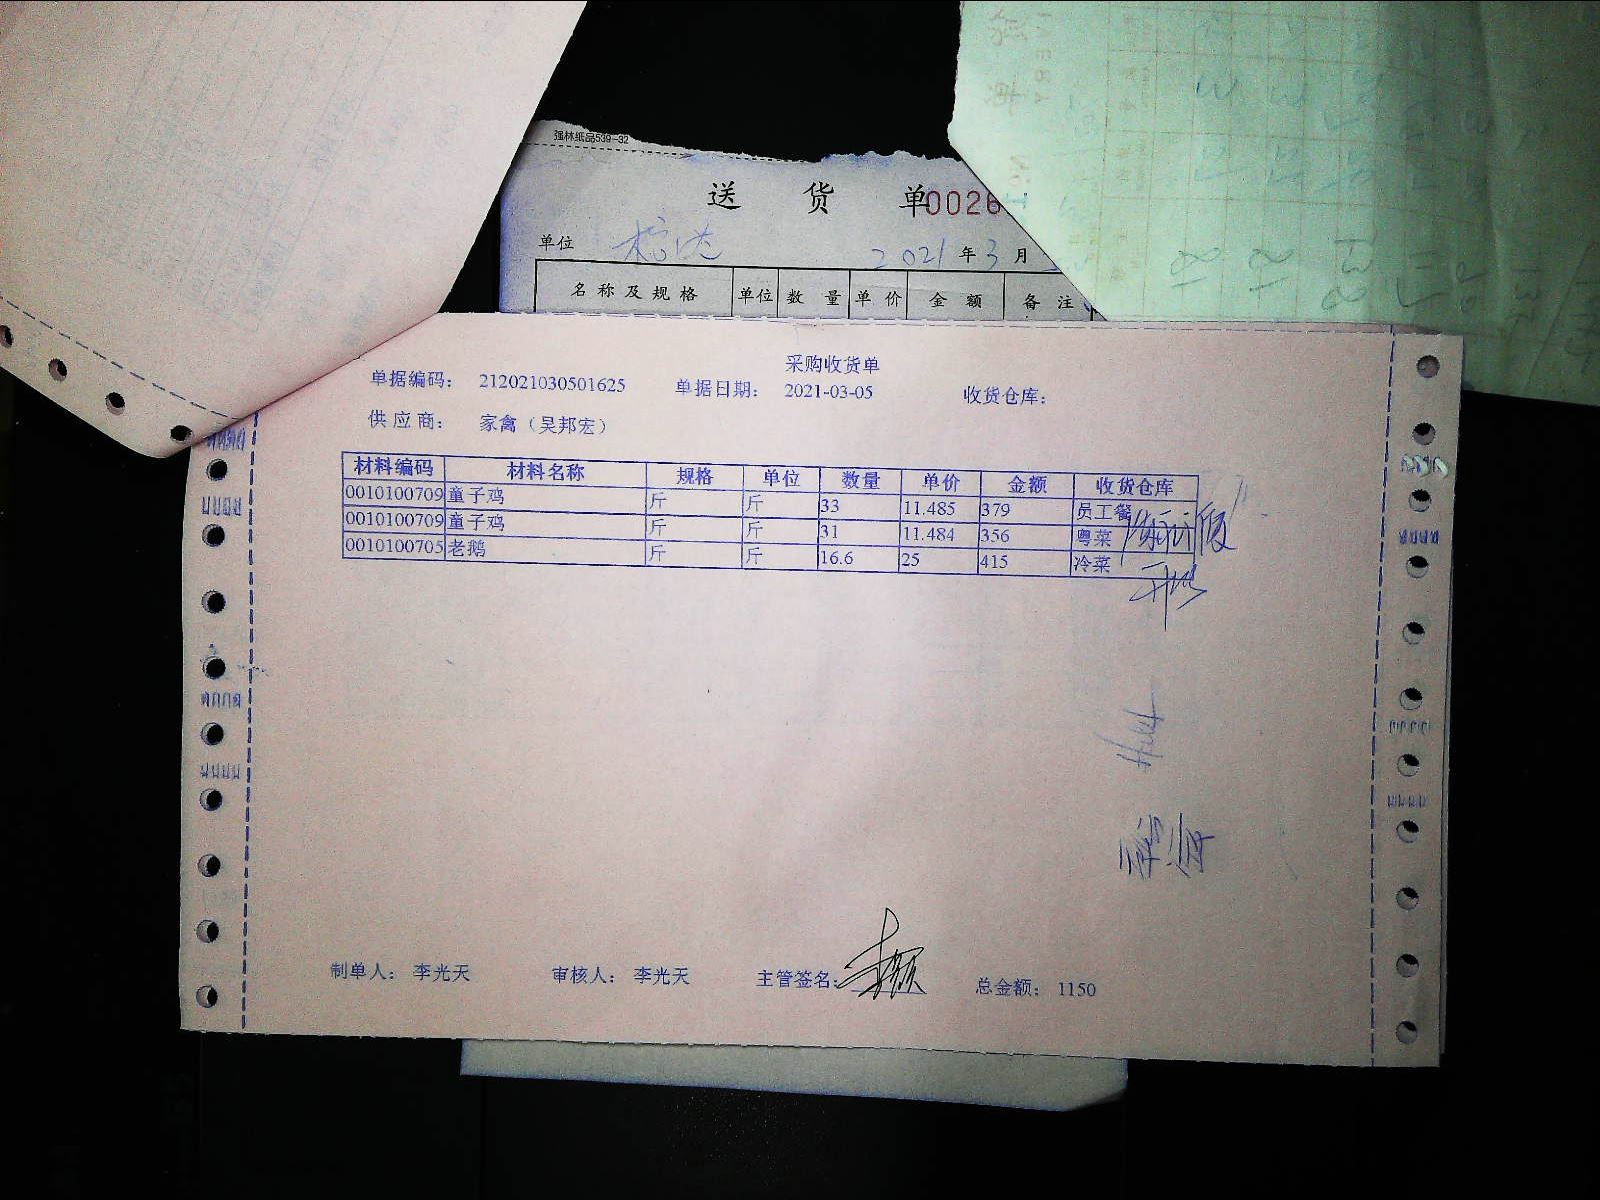 强林纸品539-32
送 货 单 0026
单位 2021 年 3 月
名称及规格 单位 数量 单价 金额 备注
采购收货单
单据编码： 212021030501625 单据日期： 2021-03-05 收货仓库：
供应商： 家禽（吴邦宏）
材料编码 材料名称 规格 单位 数量 单价 金额 收货仓库
0010100709 童子鸡 斤 斤 33 11.485 379 员工餐
0010100709 童子鸡 斤 斤 31 11.484 356 粤菜
0010100705 老鹅 斤 斤 16.6 25 415 冷菜
制单人： 李光天 审核人： 李光天 主管签名： 总金额： 1150